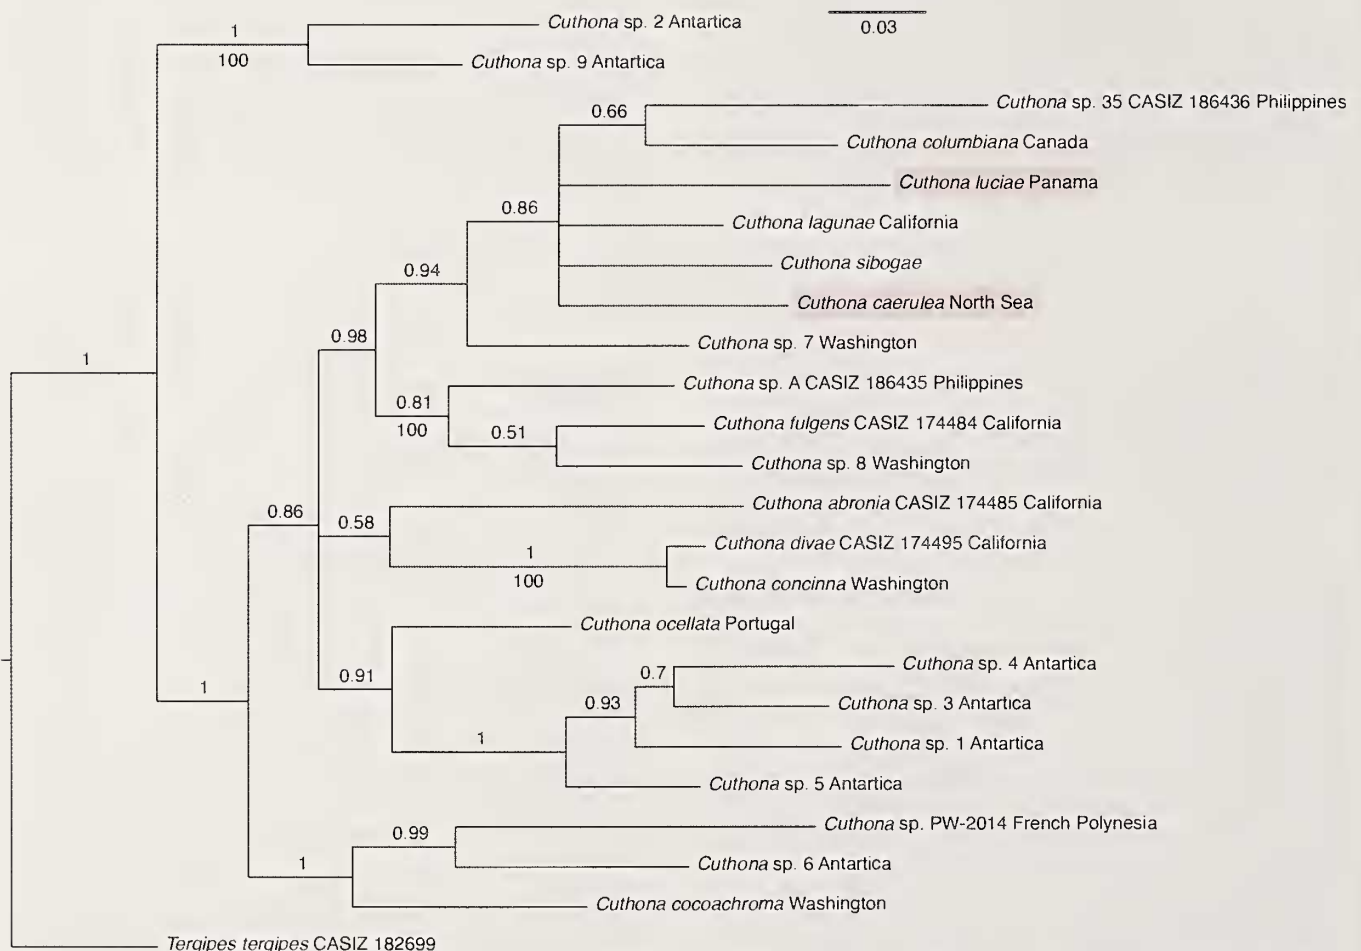 Cuthona sp. 2 Antartica
1
0.03
100
Cuthona sp. 9 Antartica
Cuthona sp. 35 CASIZ 186436 Philippines
0.66
Cuthona columbiana Canada
Cuthona luciae Panama
0.86
Cuthona lagunae California
Cuthona sibogae
0.94
Cuthona caerulea North Sea
0.98
Cuthona sp. 7 Washington
1
Cuthona sp. A CASIZ 186435 Philippines
0.81
100
Cuthona fulgens CASIZ 174484 California
0.51
Cuthona sp. 8 Washington
Cuthona abronia CASIZ 174485 California
0.86
0.58
Cuthona divae CASIZ 174495 California
1
100
Cuthona concinna Washington
Cuthona ocellata Portugal
Cuthona sp. 4 Antartica
0.7
0.91
1
Cuthona sp. 3 Antartica
0.93
1
Cuthona sp. 1 Antartica
Cuthona sp. 5 Antartica
Cuthona sp. PW-2014 French Polynesia
0.99
1
Cuthona sp. 6 Antartica
Cuthona cocoachroma Washington
Tergipes tergipes CASIZ 182699